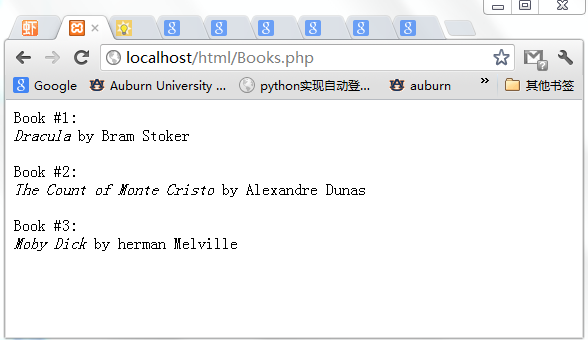 虾
localhost/html/Books.php
Google
Auburn University ...
python实现自动登...
auburn
»
其他书签
Book #1:
Dracula by Bram Stoker
Book #2:
The Count of Monte Cristo by Alexandre Dunas
Book #3:
Moby Dick by herman Melville